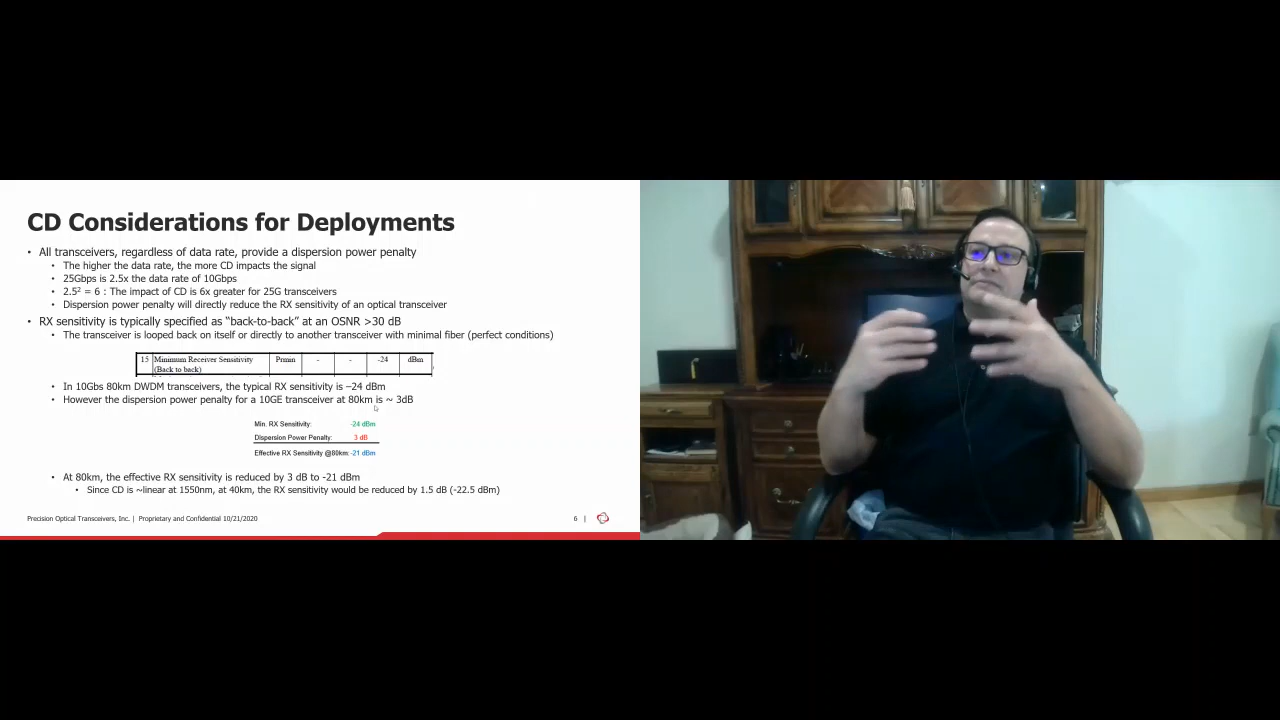 CD Considerations for Deployments
• All transceivers, regardless of data rate, provide a dispersion power penalty
• The higher the data rate, the more CD impacts the signal
• 25Gbps is 2.5x the data rate of 10Gbps
• 2.5² = 6 : The impact of CD is 6x greater for 25G transceivers
• Dispersion power penalty will directly reduce the RX sensitivity of an optical transceiver
• RX sensitivity is typically specified as “back-to-back” at an OSNR >30 dB
• The transceiver is looped back on itself or directly to another transceiver with minimal fiber (perfect conditions)
15 Minimum Receiver Sensitivity (Back to back) Prmin - - -24 dBm
• In 10Gbs 80km DWDM transceivers, the typical RX sensitivity is –24 dBm
• However the dispersion power penalty for a 10GE transceiver at 80km is ~ 3dB
Min. RX Sensitivity: -24 dBm
Dispersion Power Penalty: 3 dB
Effective RX Sensitivity @80km: -21 dBm
• At 80km, the effective RX sensitivity is reduced by 3 dB to -21 dBm
• Since CD is ~linear at 1550nm, at 40km, the RX sensitivity would be reduced by 1.5 dB (-22.5 dBm)
Precision Optical Transceivers, Inc. | Proprietary and Confidential 10/21/2020 6 |